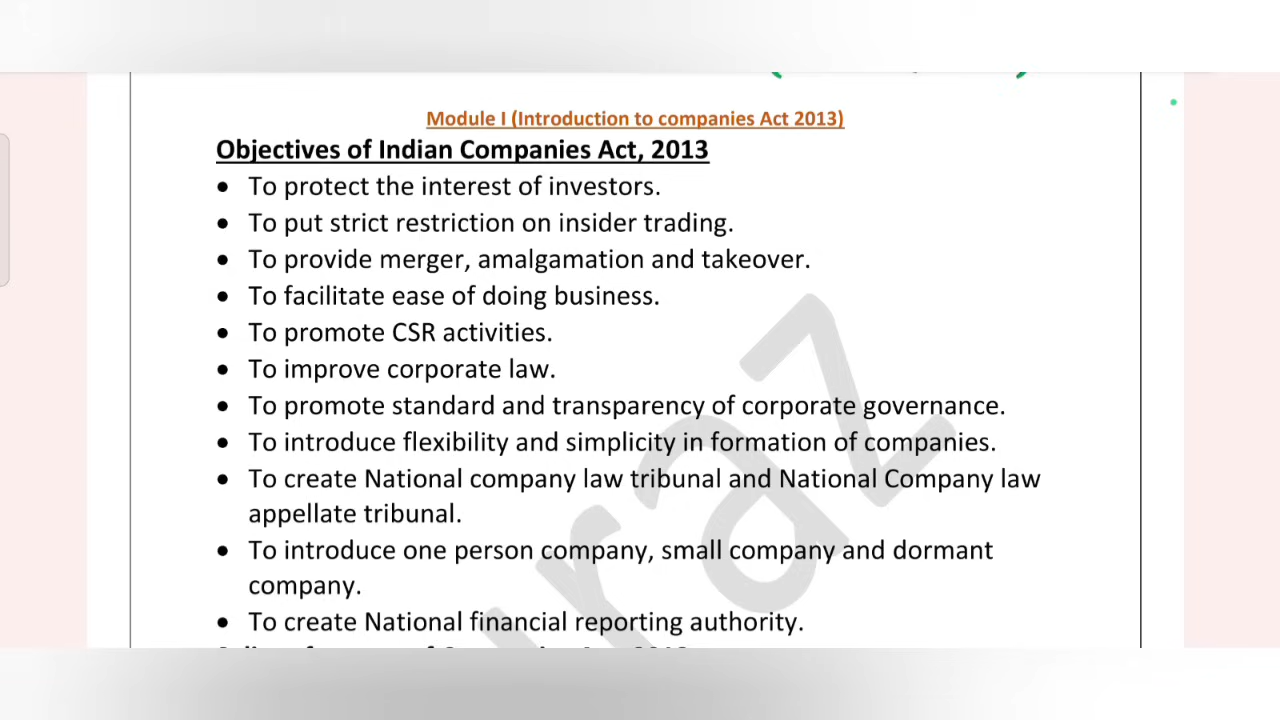 Module I (Introduction to companies Act 2013)
Objectives of Indian Companies Act, 2013
• To protect the interest of investors.
• To put strict restriction on insider trading.
• To provide merger, amalgamation and takeover.
• To facilitate ease of doing business.
• To promote CSR activities.
• To improve corporate law.
• To promote standard and transparency of corporate governance.
• To introduce flexibility and simplicity in formation of companies.
• To create National company law tribunal and National Company law
appellate tribunal.
• To introduce one person company, small company and dormant
company.
• To create National financial reporting authority.